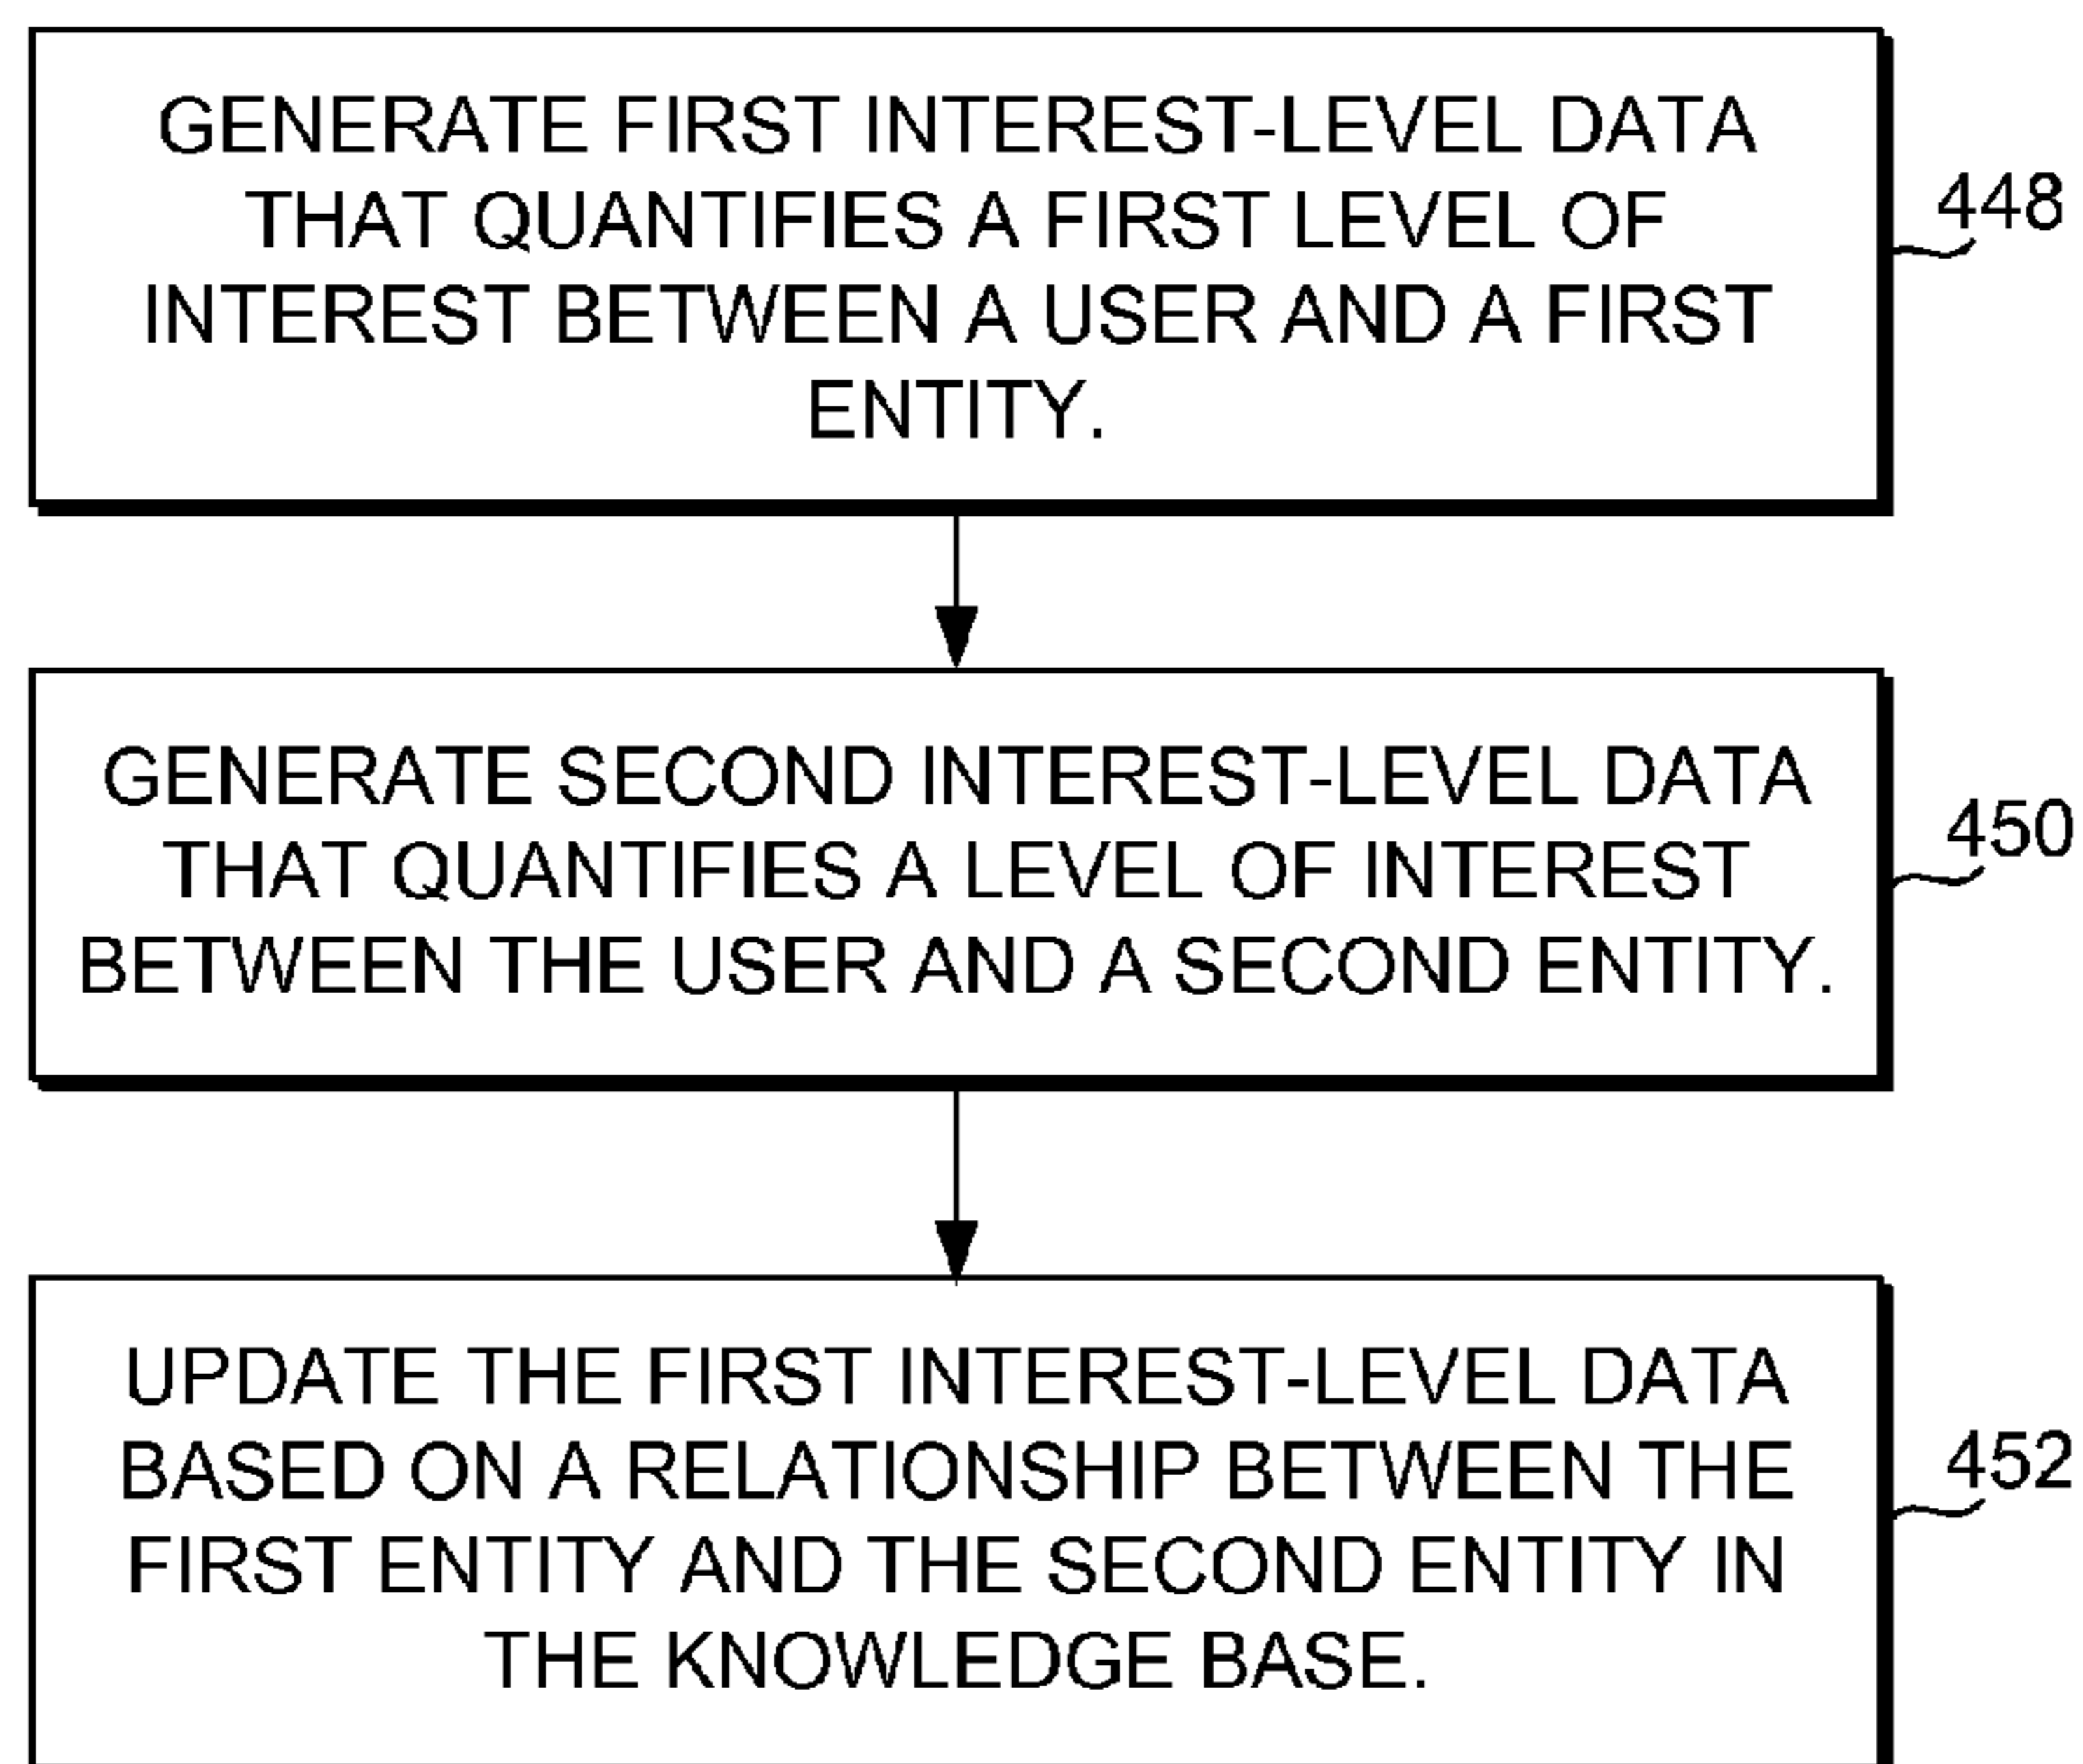 GENERATE FIRST INTEREST-LEVEL DATA
THAT QUANTIFIES A FIRST LEVEL OF
INTEREST BETWEEN A USER AND A FIRST
ENTITY.
448
GENERATE SECOND INTEREST-LEVEL DATA
THAT QUANTIFIES A LEVEL OF INTEREST
BETWEEN THE USER AND A SECOND ENTITY.
450
UPDATE THE FIRST INTEREST-LEVEL DATA
BASED ON A RELATIONSHIP BETWEEN THE
FIRST ENTITY AND THE SECOND ENTITY IN
THE KNOWLEDGE BASE.
452